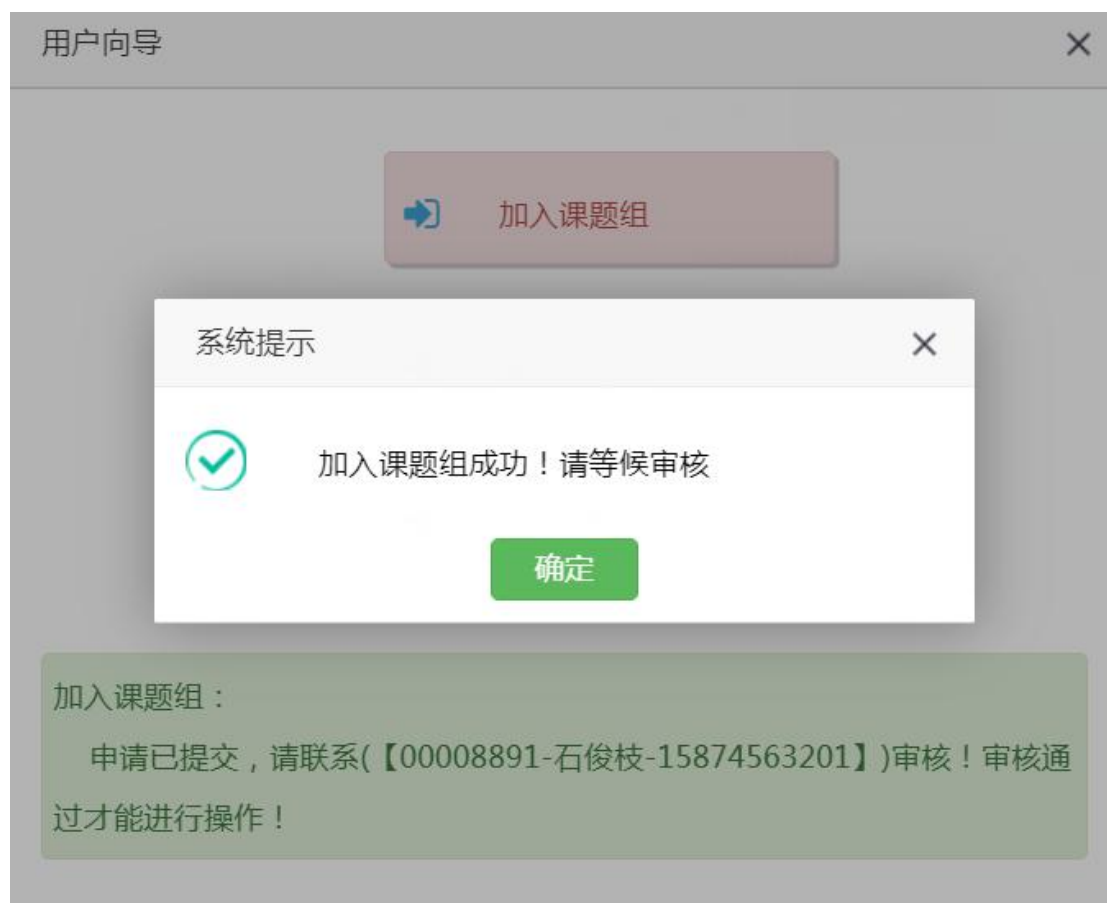 用户向导
加入课题组
系统提示
加入课题组成功！请等候审核
确定
加入课题组：
申请已提交，请联系(【00008891-石俊枝-15874563201】)审核！审核通
过才能进行操作！